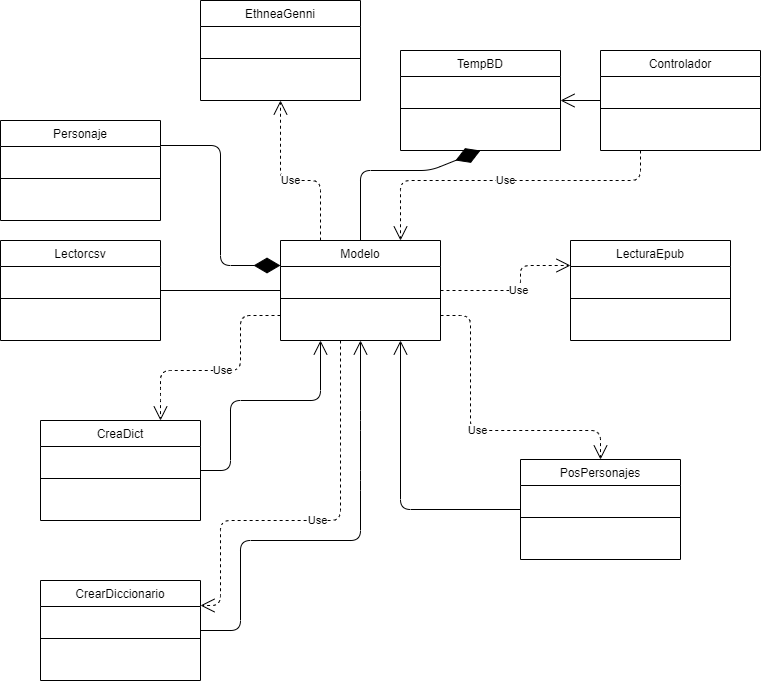 EthneaGenni
TempBD
Controlador
Personaje
Use
Use
Modelo
Lectorcsv
LecturaEpub
Use
Use
CreaDict
Use
PosPersonajes
Use
CrearDiccionario